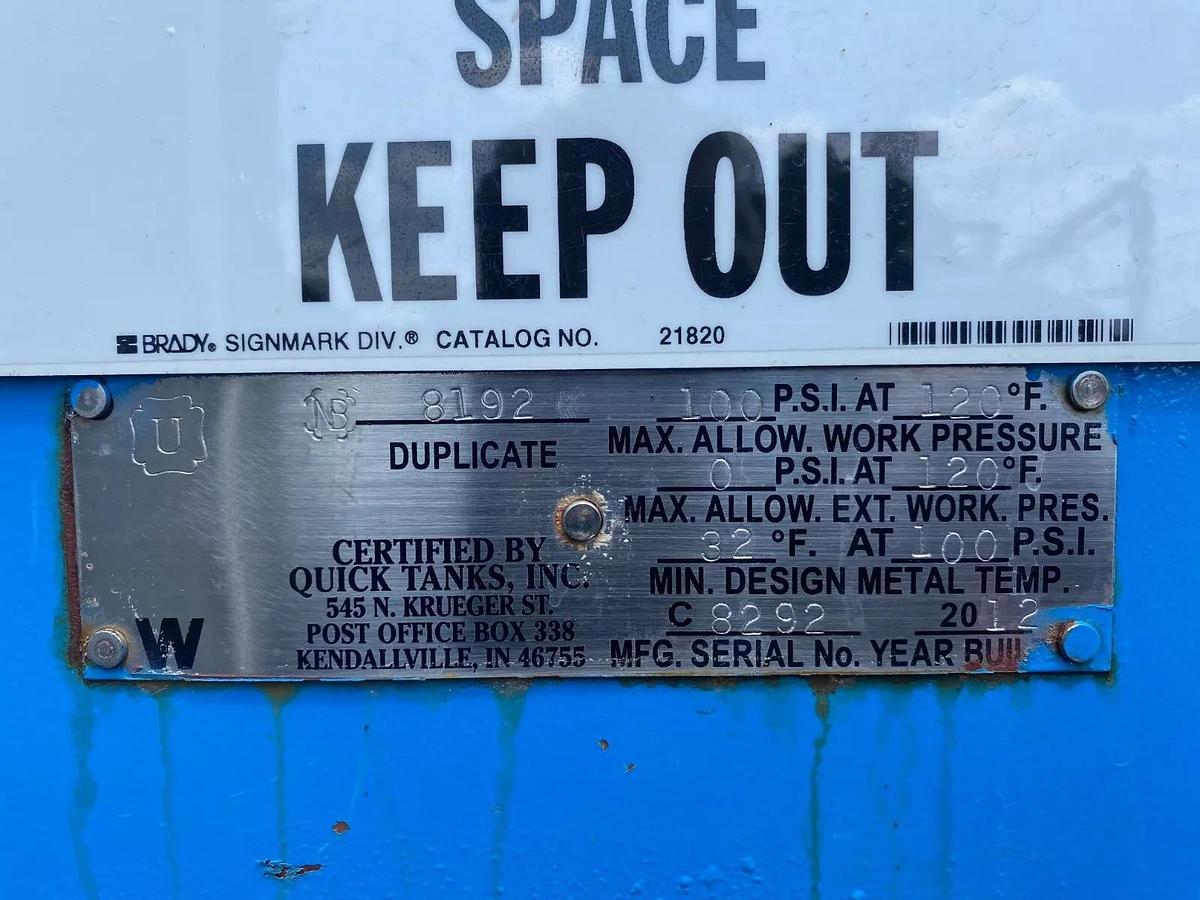 SPACE
KEEP OUT
BRADY® SIGNMARK DIV.® CATALOG NO. 21820
U
NB 8192
DUPLICATE
CERTIFIED BY
QUICK TANKS, INC.
545 N. KRUEGER ST.
POST OFFICE BOX 338
KENDALLVILLE, IN 46755
W
100 P.S.I. AT 120 °F.
MAX. ALLOW. WORK PRESSURE
0 P.S.I. AT 120 °F.
MAX. ALLOW. EXT. WORK. PRES.
32 °F. AT 100 P.S.I.
MIN. DESIGN METAL TEMP.
C 8292 2012
MFG. SERIAL No. YEAR BUIL